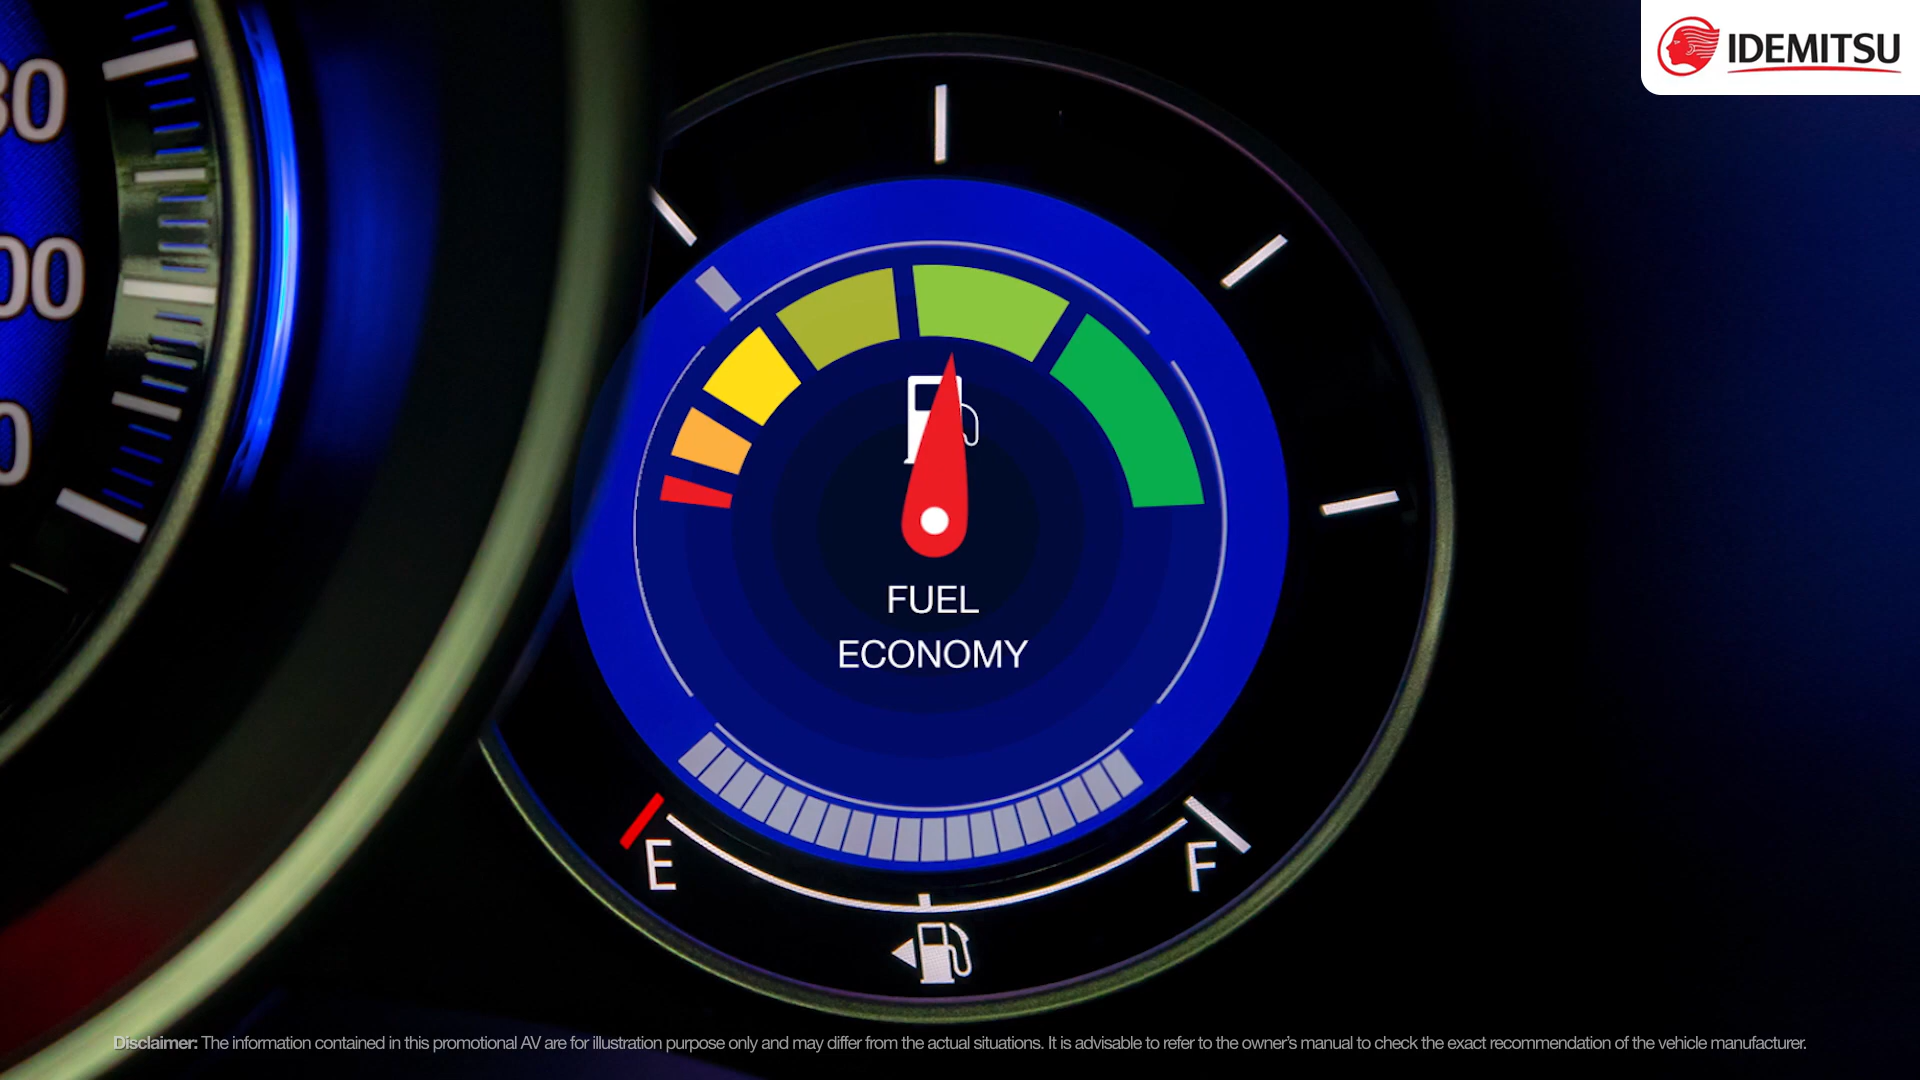 IDEMITSU
FUEL
ECONOMY
E
F
Disclaimer: The information contained in this promotional AV are for illustration purpose only and may differ from the actual situations. It is advisable to refer to the owner's manual to check the exact recommendation of the vehicle manufacturer.